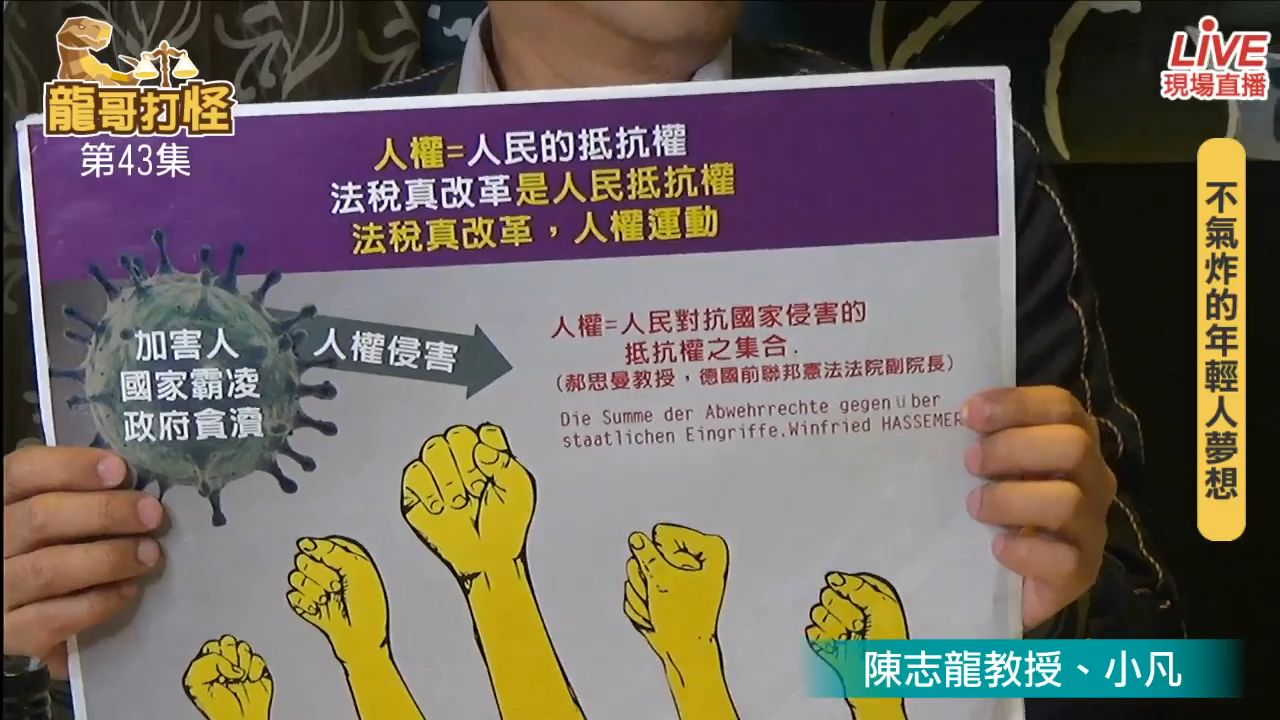 龍哥打怪
第43集
LIVE
現場直播
人權=人民的抵抗權
法稅真改革是人民抵抗權
法稅真改革，人權運動
加害人
國家霸凌
政府貪瀆
人權侵害
人權=人民對抗國家侵害的
抵抗權之集合.
(郝思曼教授，德國前聯邦憲法法院副院長)
Die Summe der Abwehrrechte gegenüber
staatlichen Eingriffe.Winfried HASSEMER
不氣炸的年輕人夢想
陳志龍教授、小凡